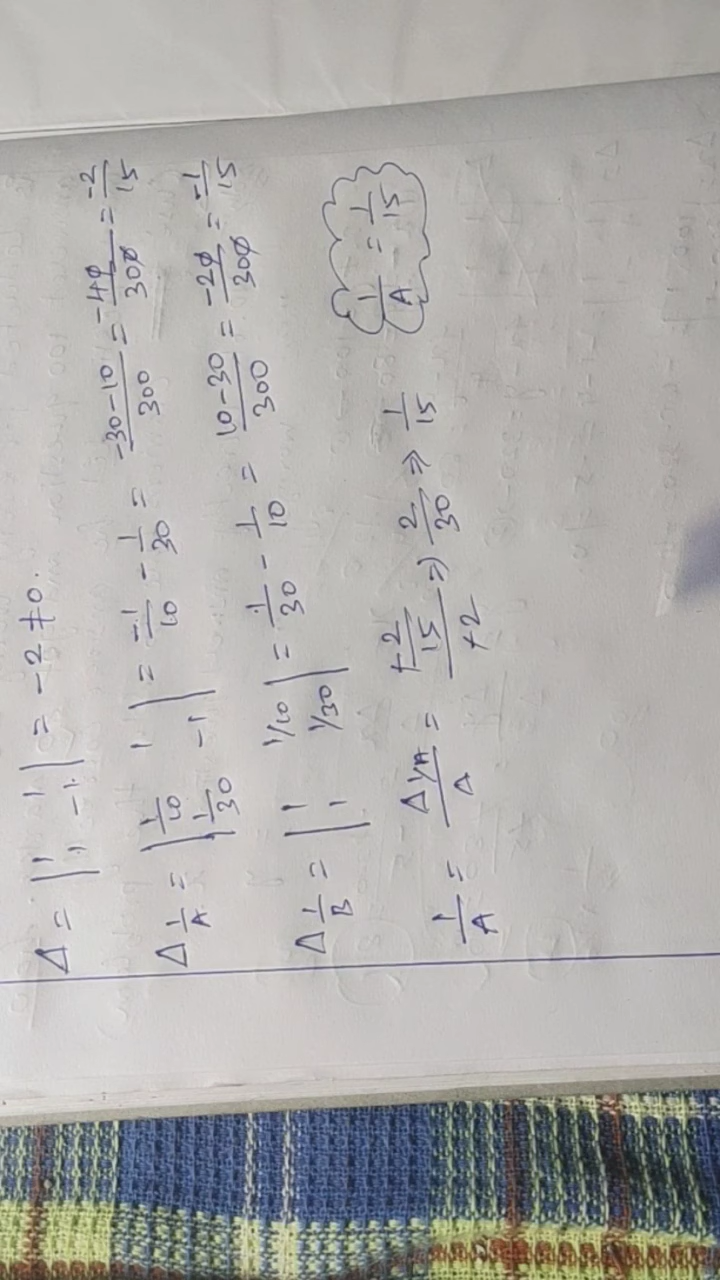 Δ = |1 1; 1 -1| = -2 ≠ 0.
Δ 1/A = |1/10 1; 1/30 -1| = -1/10 - 1/30 = -30-10/300 = -40/300 = -2/15
Δ 1/B = |1 1/10; 1 1/30| = 1/30 - 1/10 = 10-30/300 = -20/300 = -1/15
1/A = Δ1/A / Δ = +2/15 / +2 => 2/30 => 1/15
1/A = 1/15